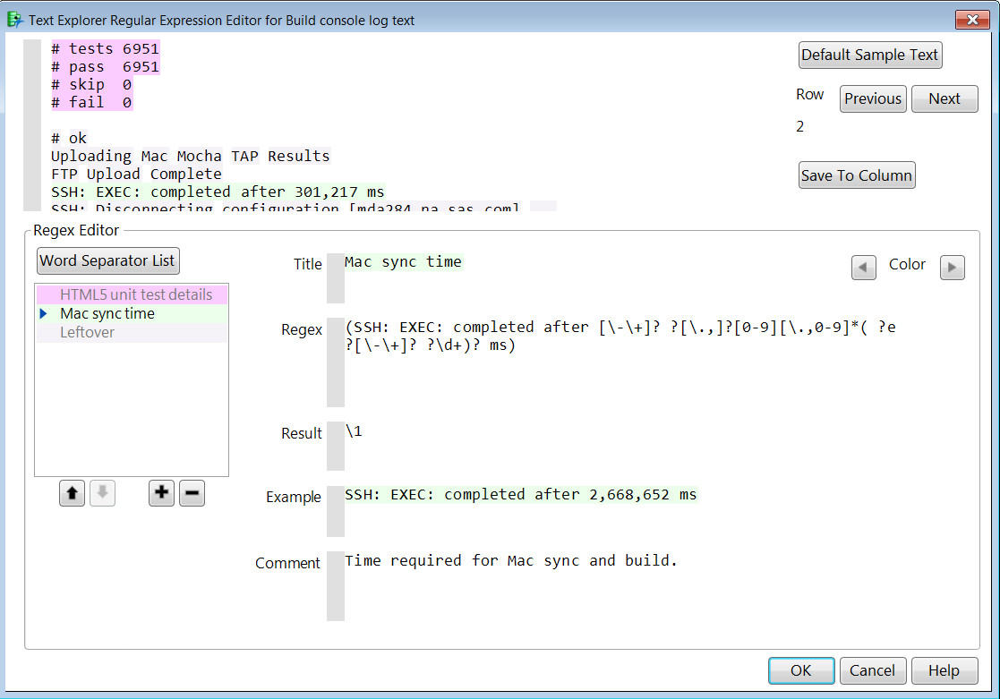 Text Explorer Regular Expression Editor for Build console log text
# tests 6951
# pass  6951
# skip  0
# fail  0
# ok
Uploading Mac Mocha TAP Results
FTP Upload Complete
SSH: EXEC: completed after 301,217 ms
SSH: Disconnecting configuration [mda284.na.sas.com] ...
Default Sample Text
Row
Previous
Next
2
Save To Column
Regex Editor
Word Separator List
HTML5 unit test details
Mac sync time
Leftover
Title
Mac sync time
Color
Regex
(SSH: EXEC: completed after [\-\+]? ?[\.,]?[0-9][\.,0-9]*( ?e
?[\-\+]? ?\d+)? ms)
Result
\1
Example
SSH: EXEC: completed after 2,668,652 ms
Comment
Time required for Mac sync and build.
OK
Cancel
Help